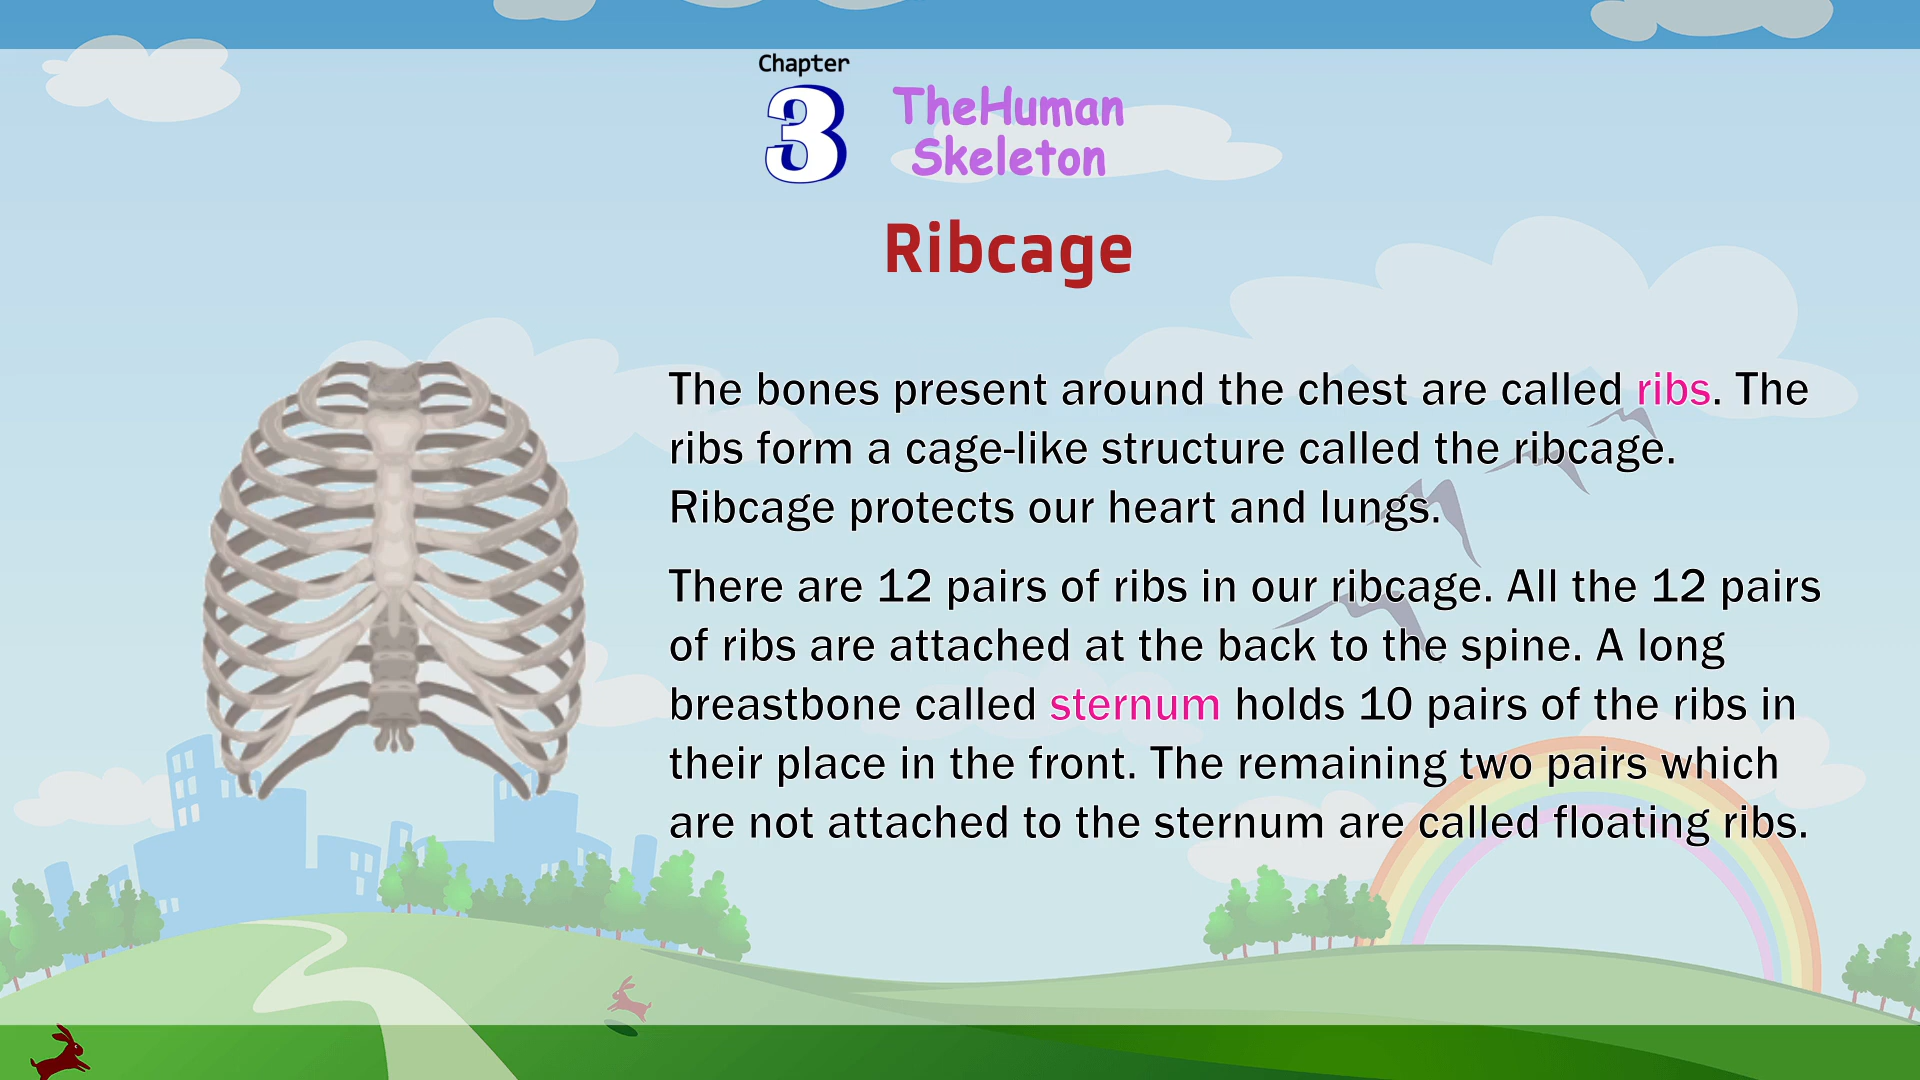 Chapter
3
TheHuman
Skeleton
Ribcage
The bones present around the chest are called ribs. The
ribs form a cage-like structure called the ribcage.
Ribcage protects our heart and lungs.
There are 12 pairs of ribs in our ribcage. All the 12 pairs
of ribs are attached at the back to the spine. A long
breastbone called sternum holds 10 pairs of the ribs in
their place in the front. The remaining two pairs which
are not attached to the sternum are called floating ribs.